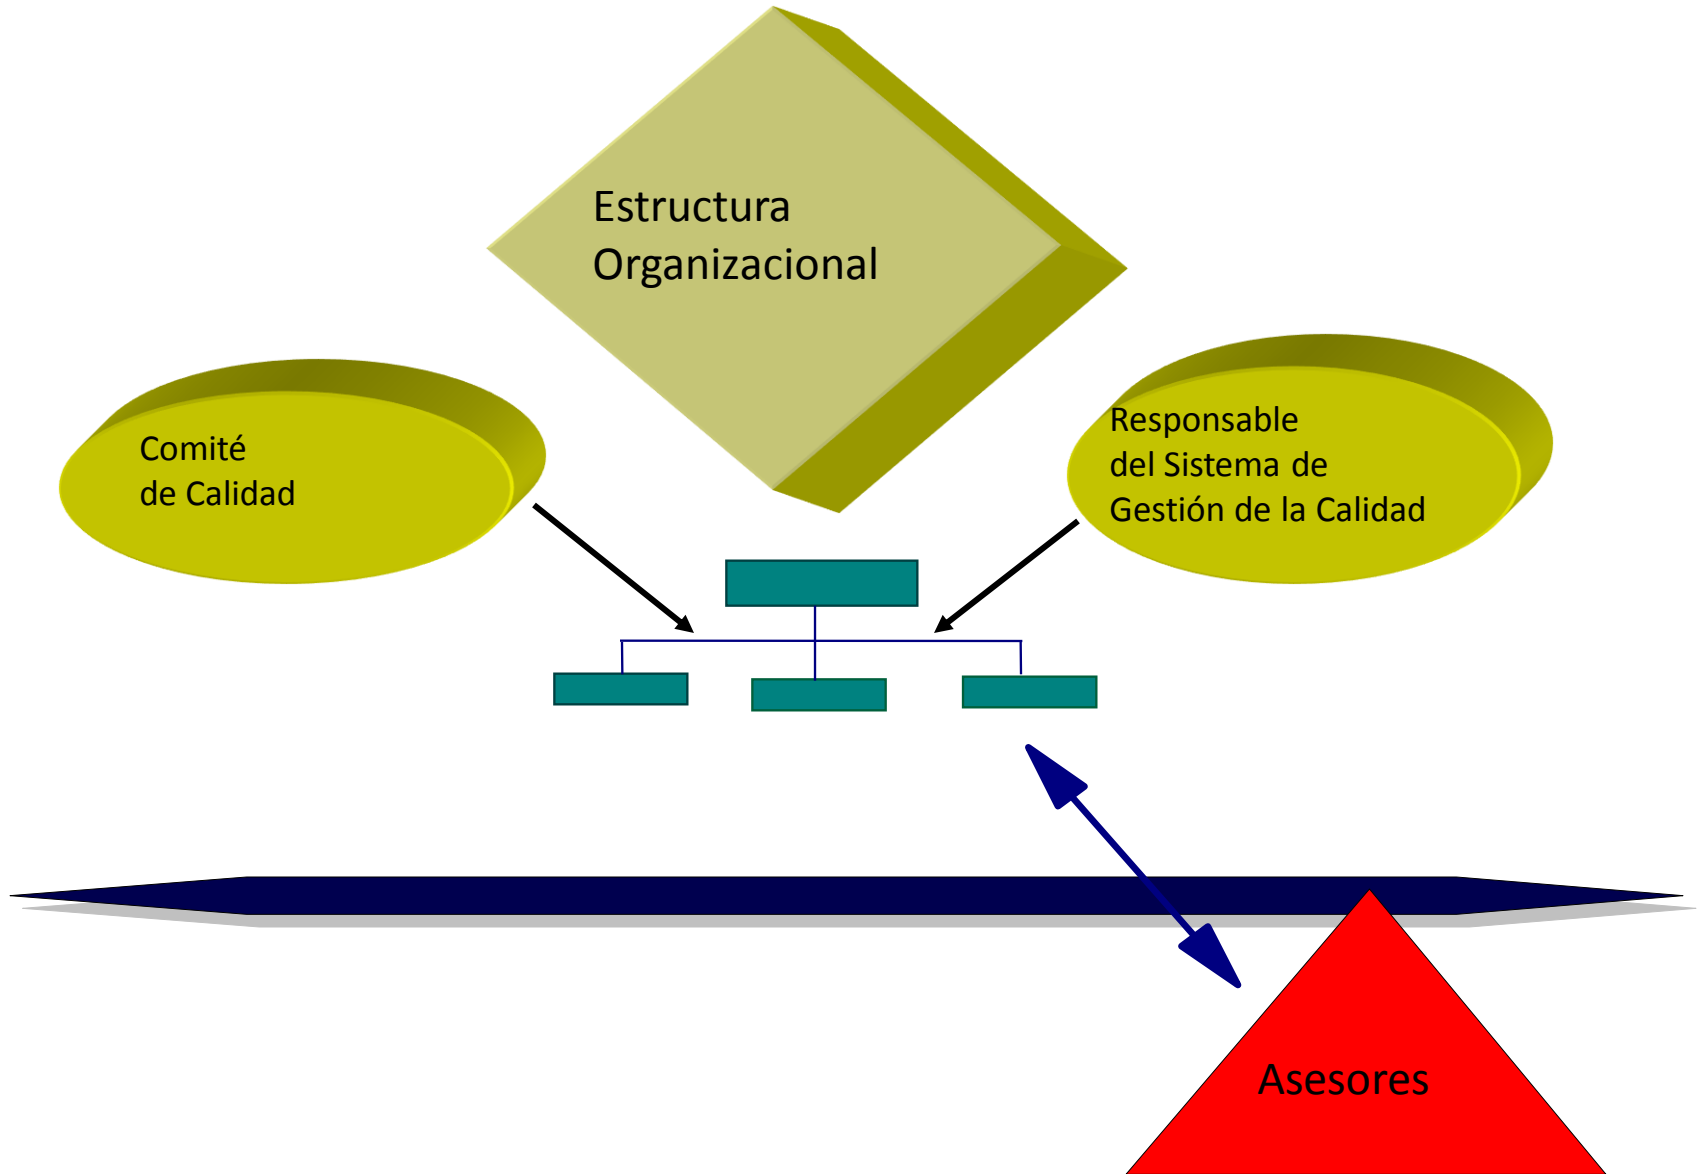 Estructura
Organizacional
Comité
de Calidad
Responsable
del Sistema de
Gestión de la Calidad
Asesores